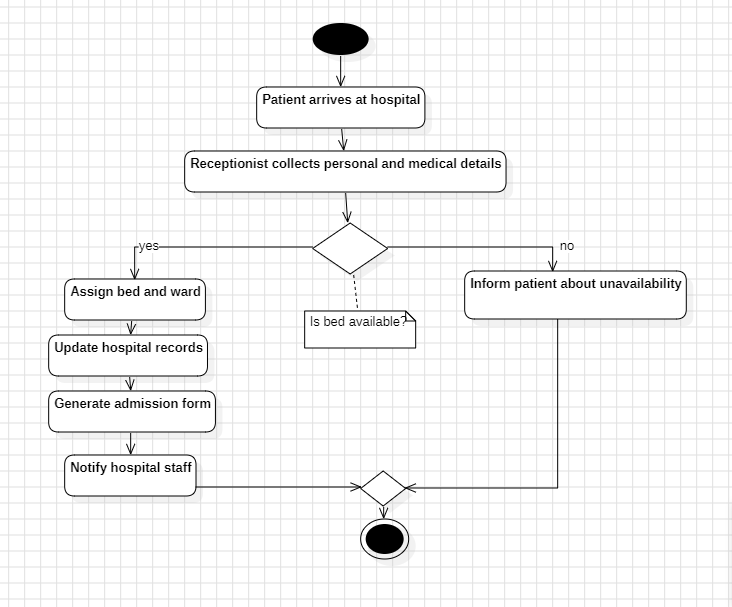 Patient arrives at hospital
Receptionist collects personal and medical details
yes
no
Assign bed and ward
Inform patient about unavailability
Is bed available?
Update hospital records
Generate admission form
Notify hospital staff